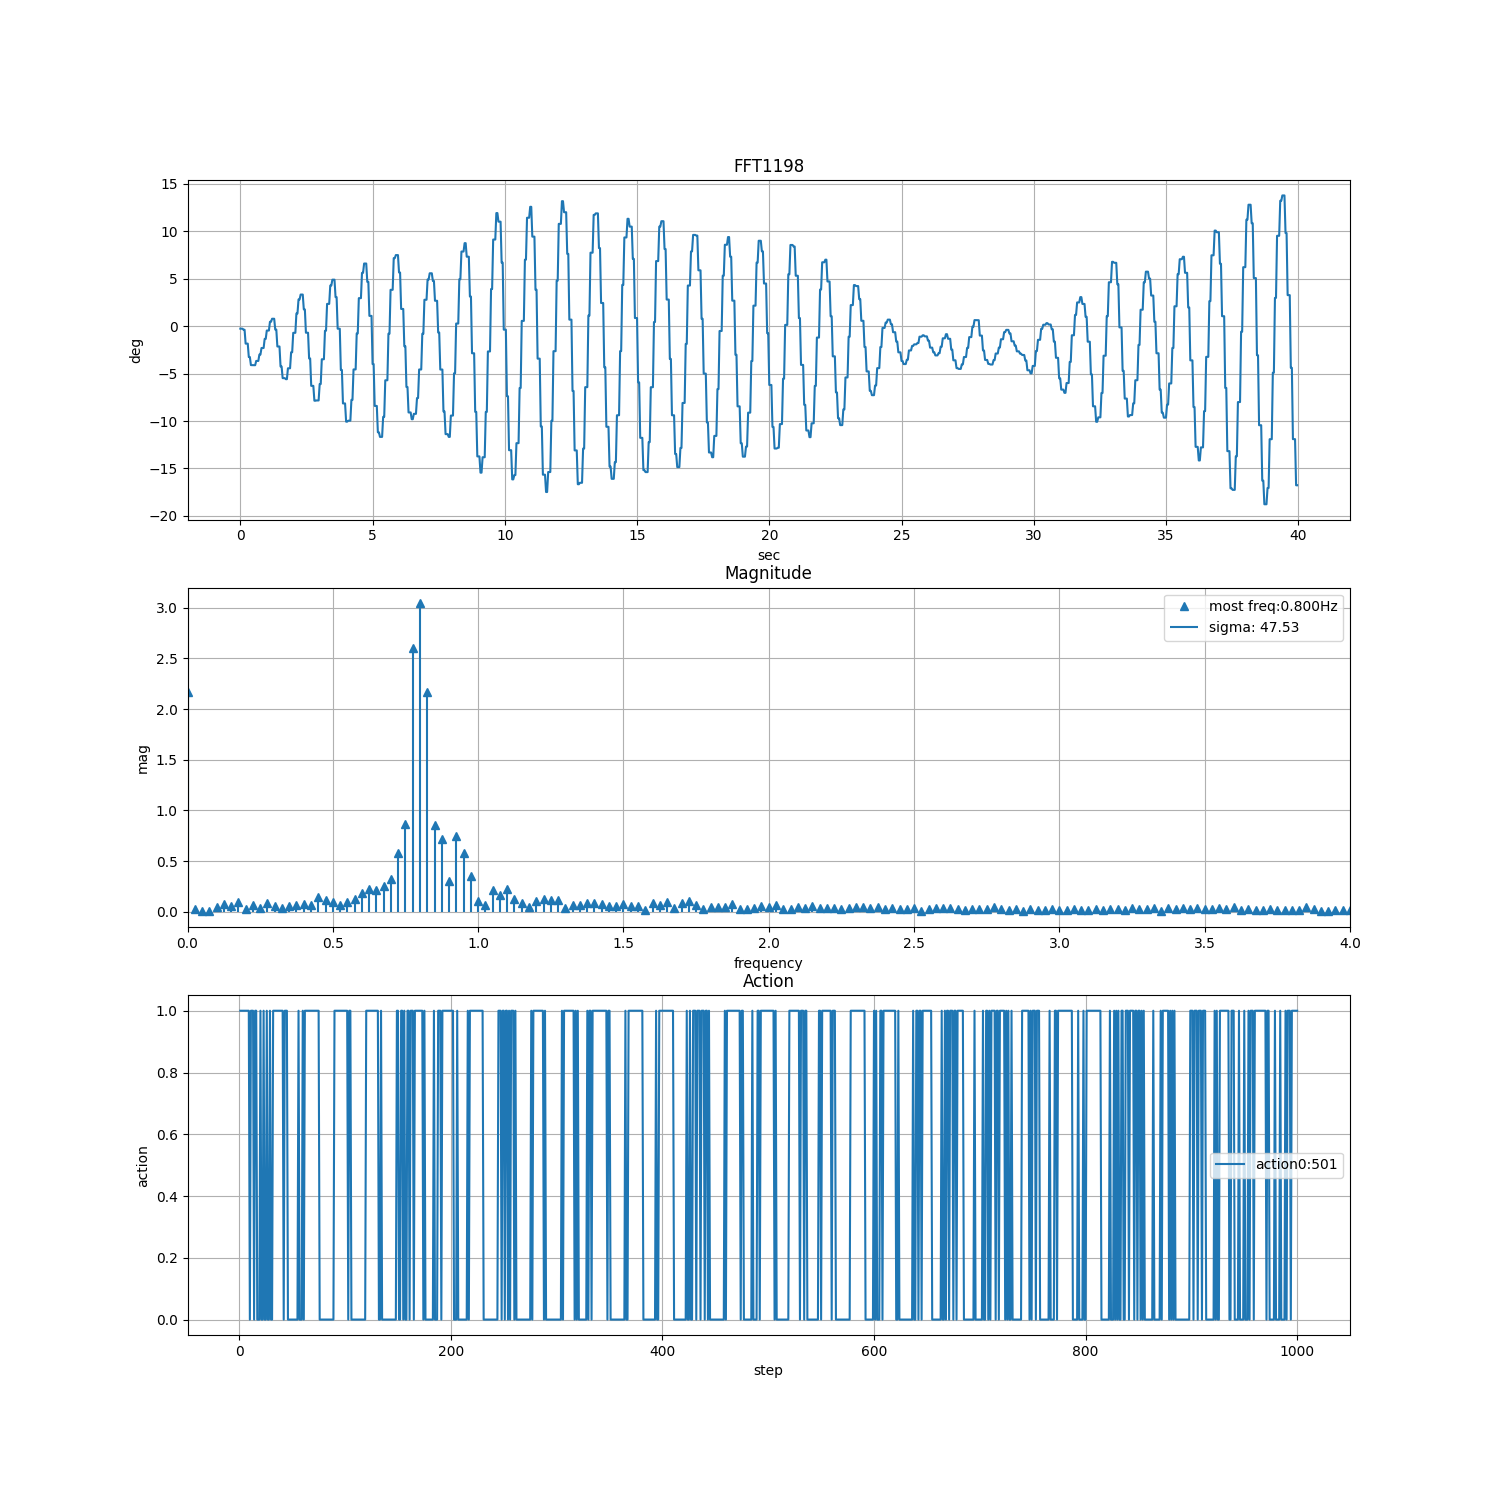 FFT1198
15
10
5
0
−5
−10
−15
−20
deg
0 5 10 15 20 25 30 35 40
sec
Magnitude
3.0
2.5
2.0
1.5
1.0
0.5
0.0
mag
most freq:0.800Hz
sigma: 47.53
0.0 0.5 1.0 1.5 2.0 2.5 3.0 3.5 4.0
frequency
Action
1.0
0.8
0.6
0.4
0.2
0.0
action
action0:501
0 200 400 600 800 1000
step